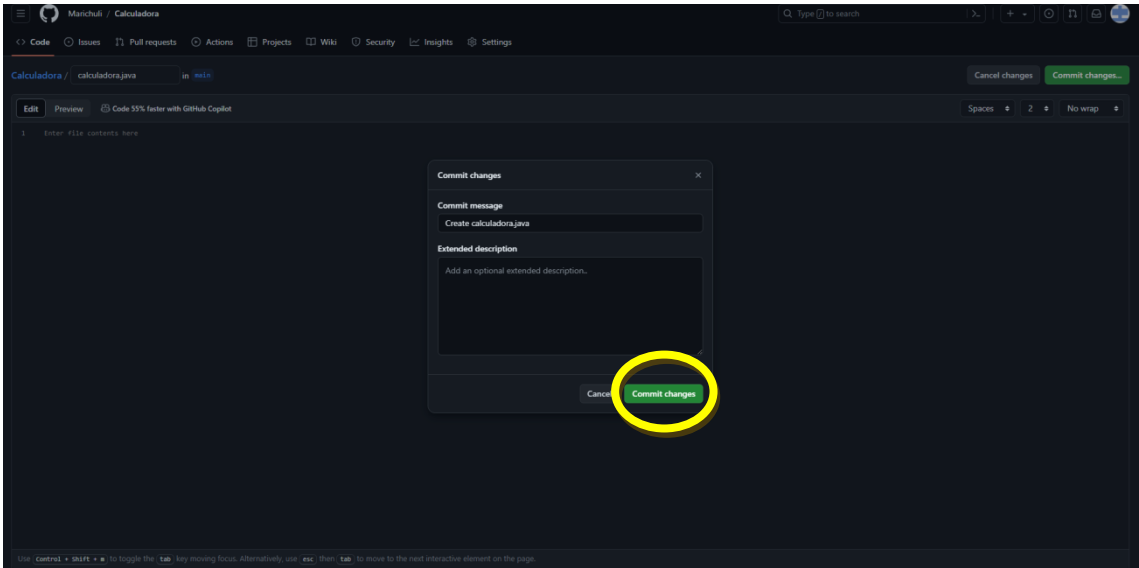 Marichuli / Calculadora
Q Type / to search
<> Code Issues Pull requests Actions Projects Wiki Security Insights Settings
Calculadora / calculadora.java in main
Cancel changes Commit changes...
Edit Preview Code 55% faster with GitHub Copilot
Spaces 2 No wrap
1 Enter file contents here
Commit changes
Commit message
Create calculadora.java
Extended description
Add an optional extended description..
Cancel Commit changes
Use Control + Shift + m to toggle the tab key moving focus. Alternatively, use esc then tab to move to the next interactive element on the page.